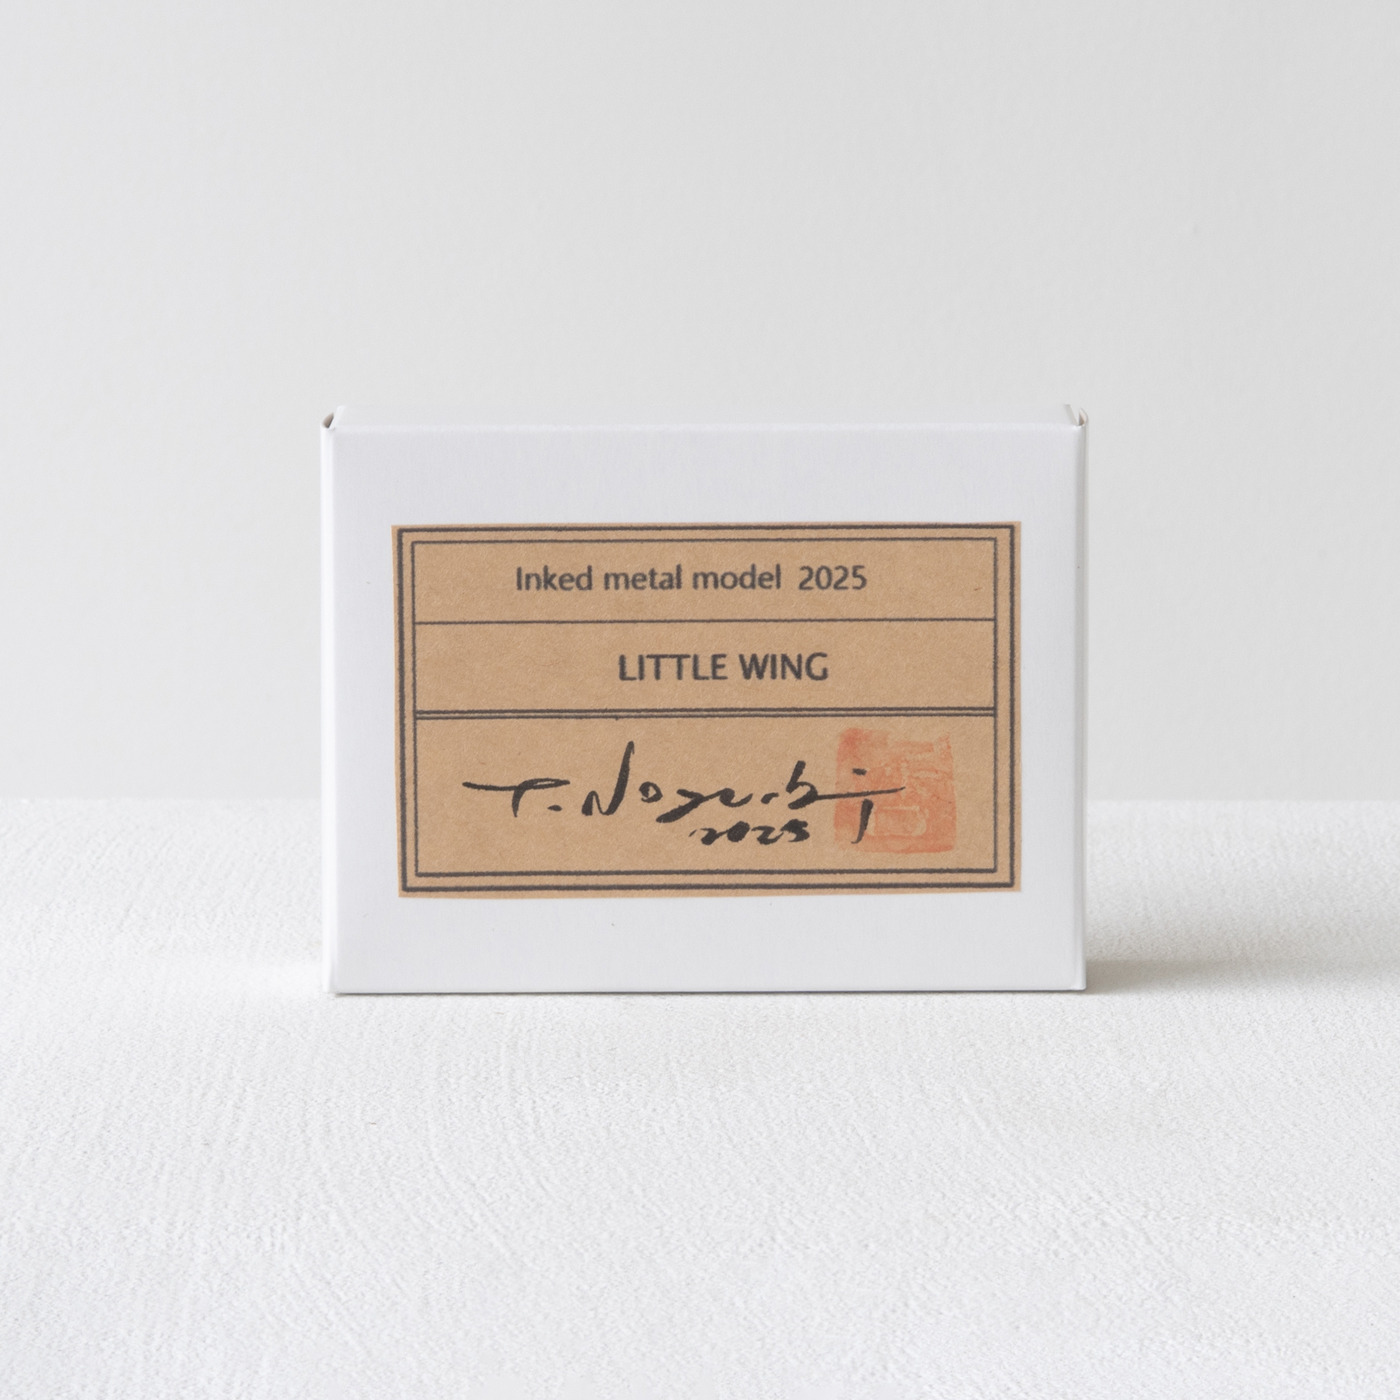 Inked metal model 2025
LITTLE WING
T. Noguchi
2025